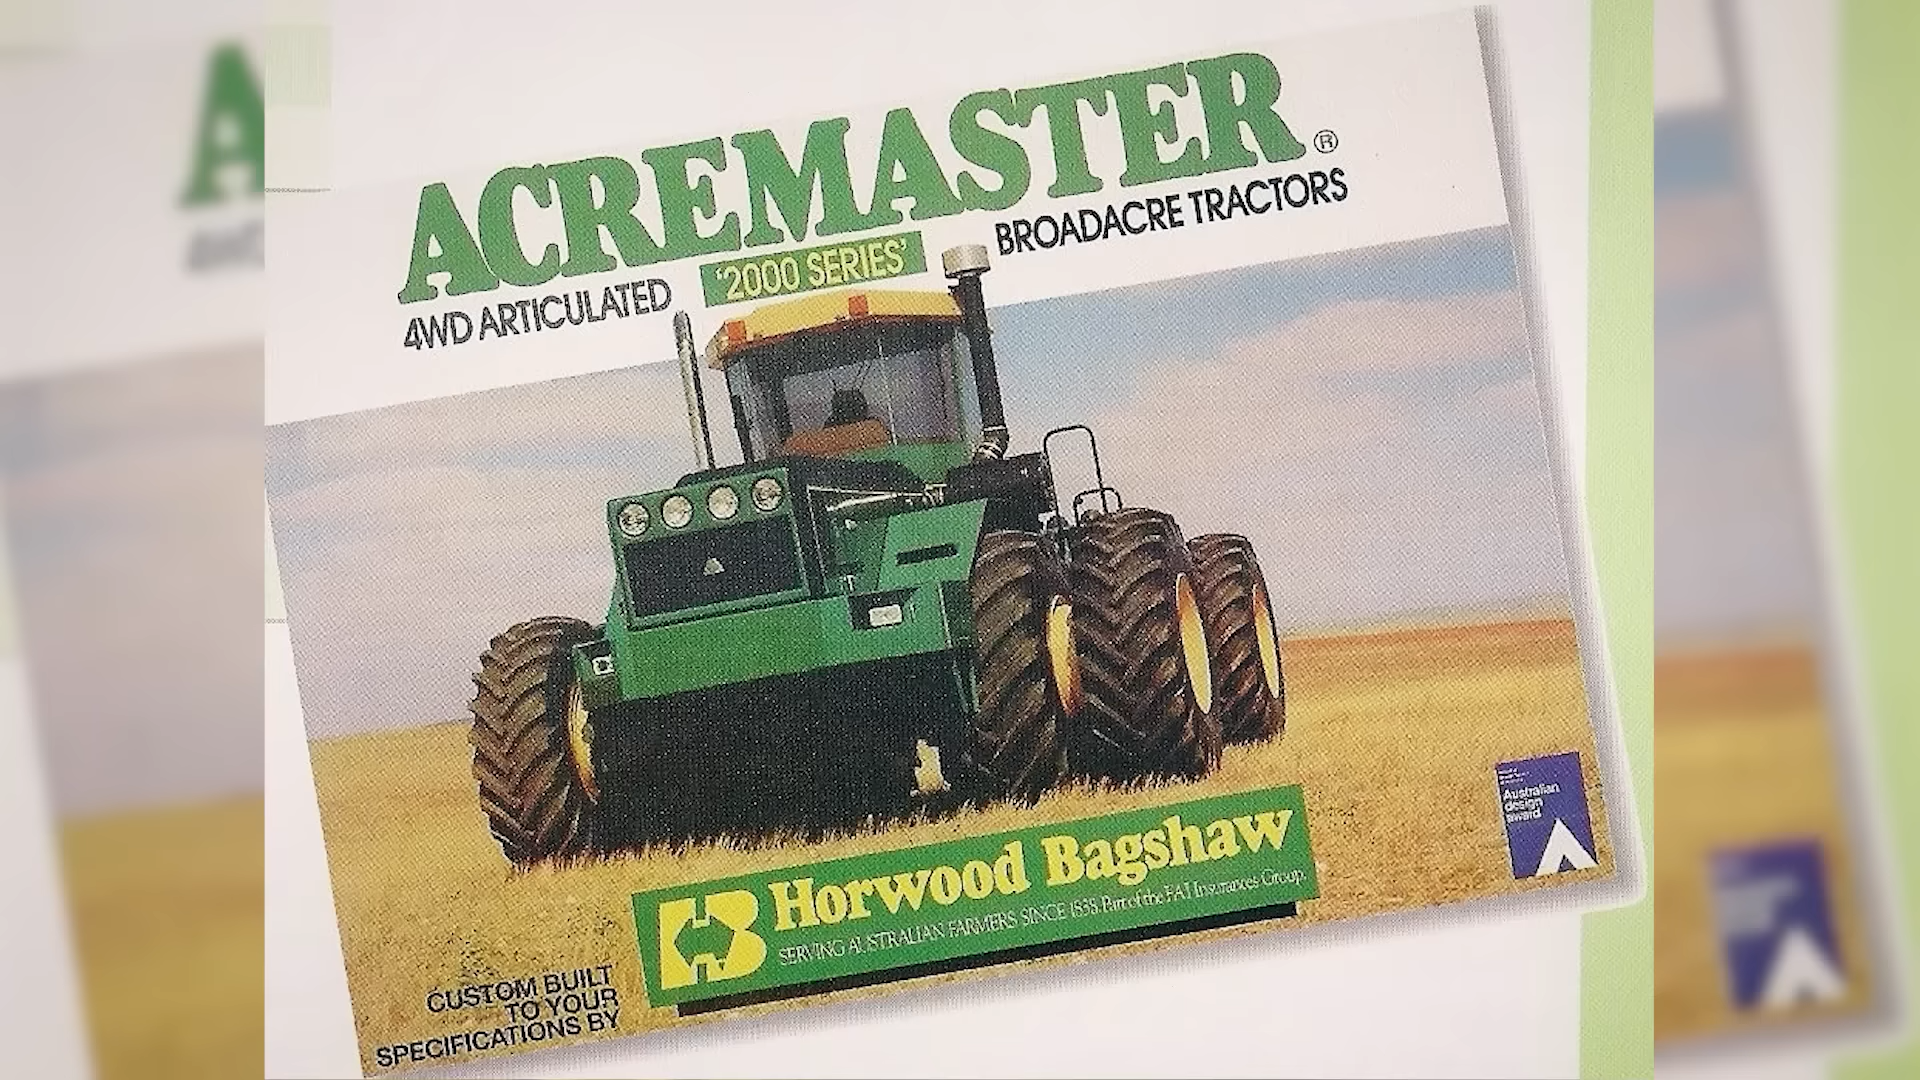 ACREMASTER®
4WD ARTICULATED
'2000 SERIES'
BROADACRE TRACTORS
Australian
design
award
Horwood Bagshaw
SERVING AUSTRALIAN FARMERS SINCE 1838. Part of the FAI Insurances Group.
CUSTOM BUILT
TO YOUR
SPECIFICATIONS BY